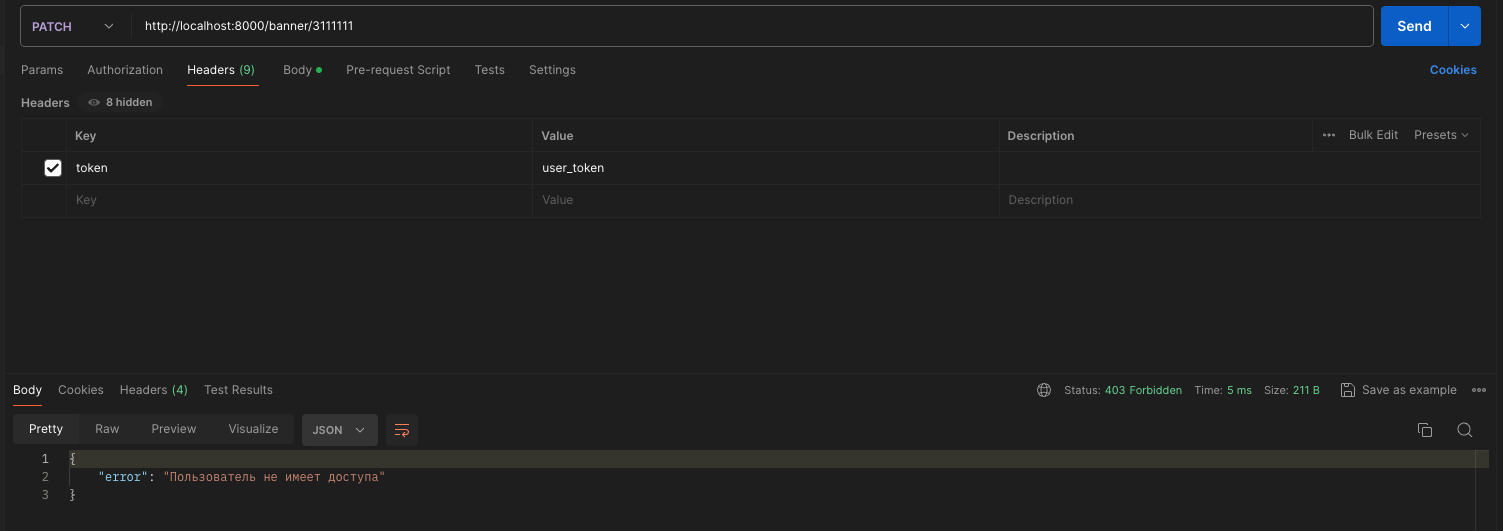 PATCH http://localhost:8000/banner/3111111 Send
Params Authorization Headers (9) Body Pre-request Script Tests Settings Cookies
Headers 8 hidden
Key Value Description ••• Bulk Edit Presets
token user_token
Key Value Description
Body Cookies Headers (4) Test Results Status: 403 Forbidden Time: 5 ms Size: 211 B Save as example •••
Pretty Raw Preview Visualize JSON
1 {
2 "error": "Пользователь не имеет доступа"
3 }